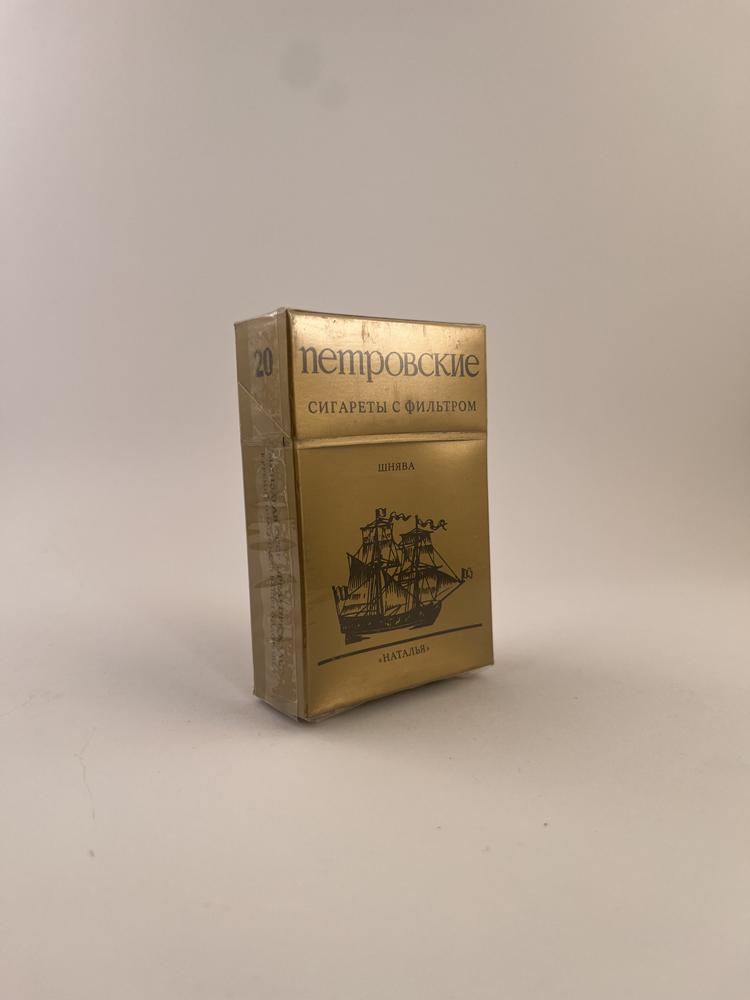 20
петровские
СИГАРЕТЫ С ФИЛЬТРОМ
ШНЯВА
«НАТАЛЬЯ»